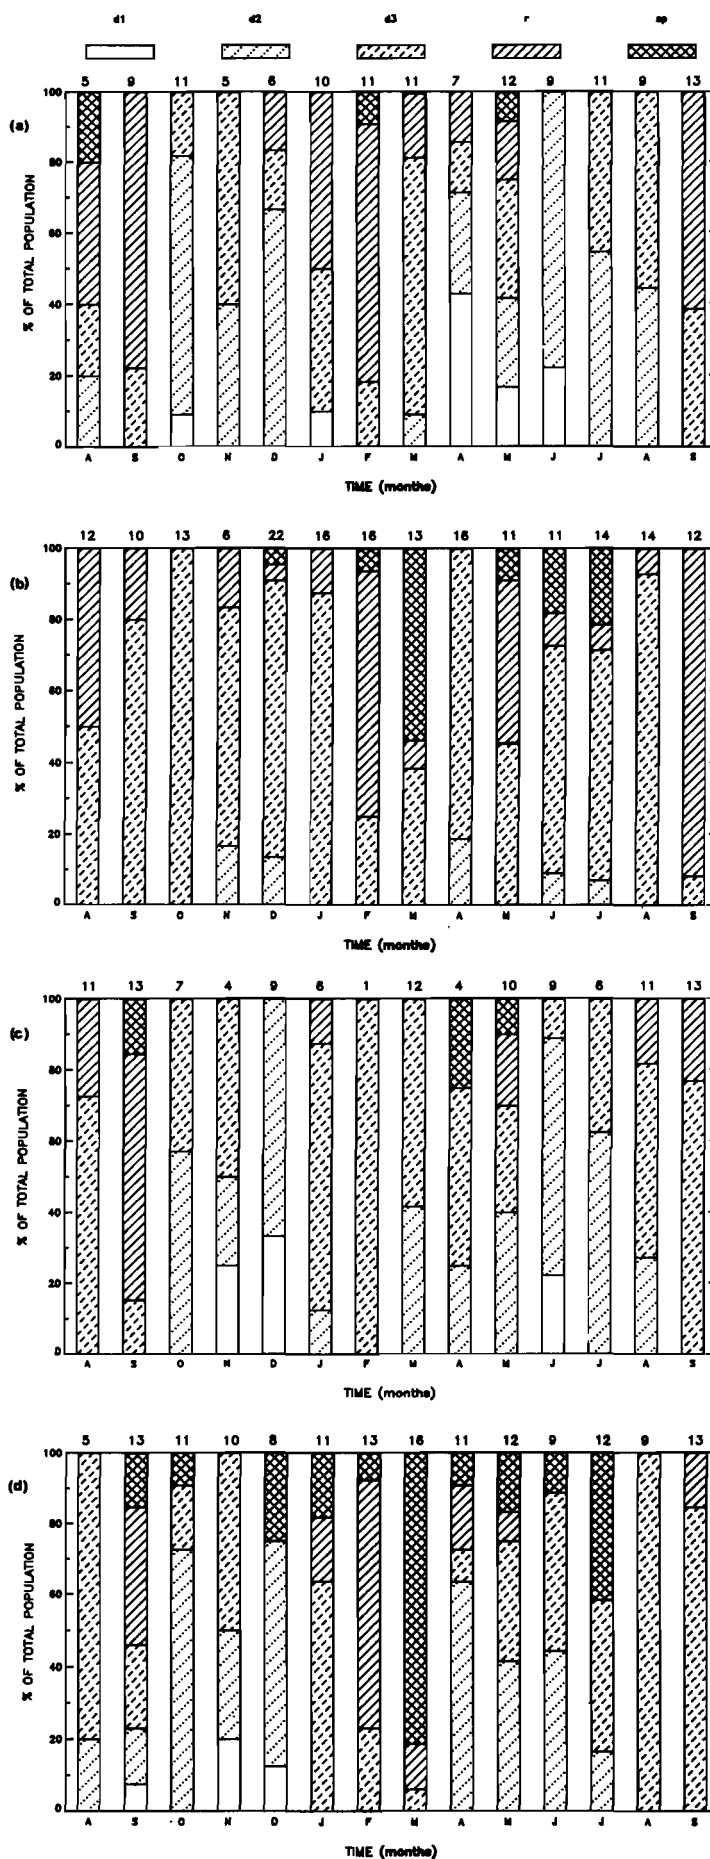 d1 d2 d3 r sp
5 9 11 5 6 10 11 11 7 12 9 11 9 13
(a)
% OF TOTAL POPULATION
100
80
60
40
20
0
A S O N D J F M A M J J A S
TIME (months)
12 10 13 6 22 16 16 13 16 11 11 14 14 12
(b)
% OF TOTAL POPULATION
100
80
60
40
20
0
A S O N D J F M A M J J A S
TIME (months)
11 13 7 4 9 6 1 12 4 10 9 6 11 13
(c)
% OF TOTAL POPULATION
100
80
60
40
20
0
A S O N D J F M A M J J A S
TIME (months)
5 13 11 10 8 11 13 16 11 12 9 12 9 13
(d)
% OF TOTAL POPULATION
100
80
60
40
20
0
A S O N D J F M A M J J A S
TIME (months)